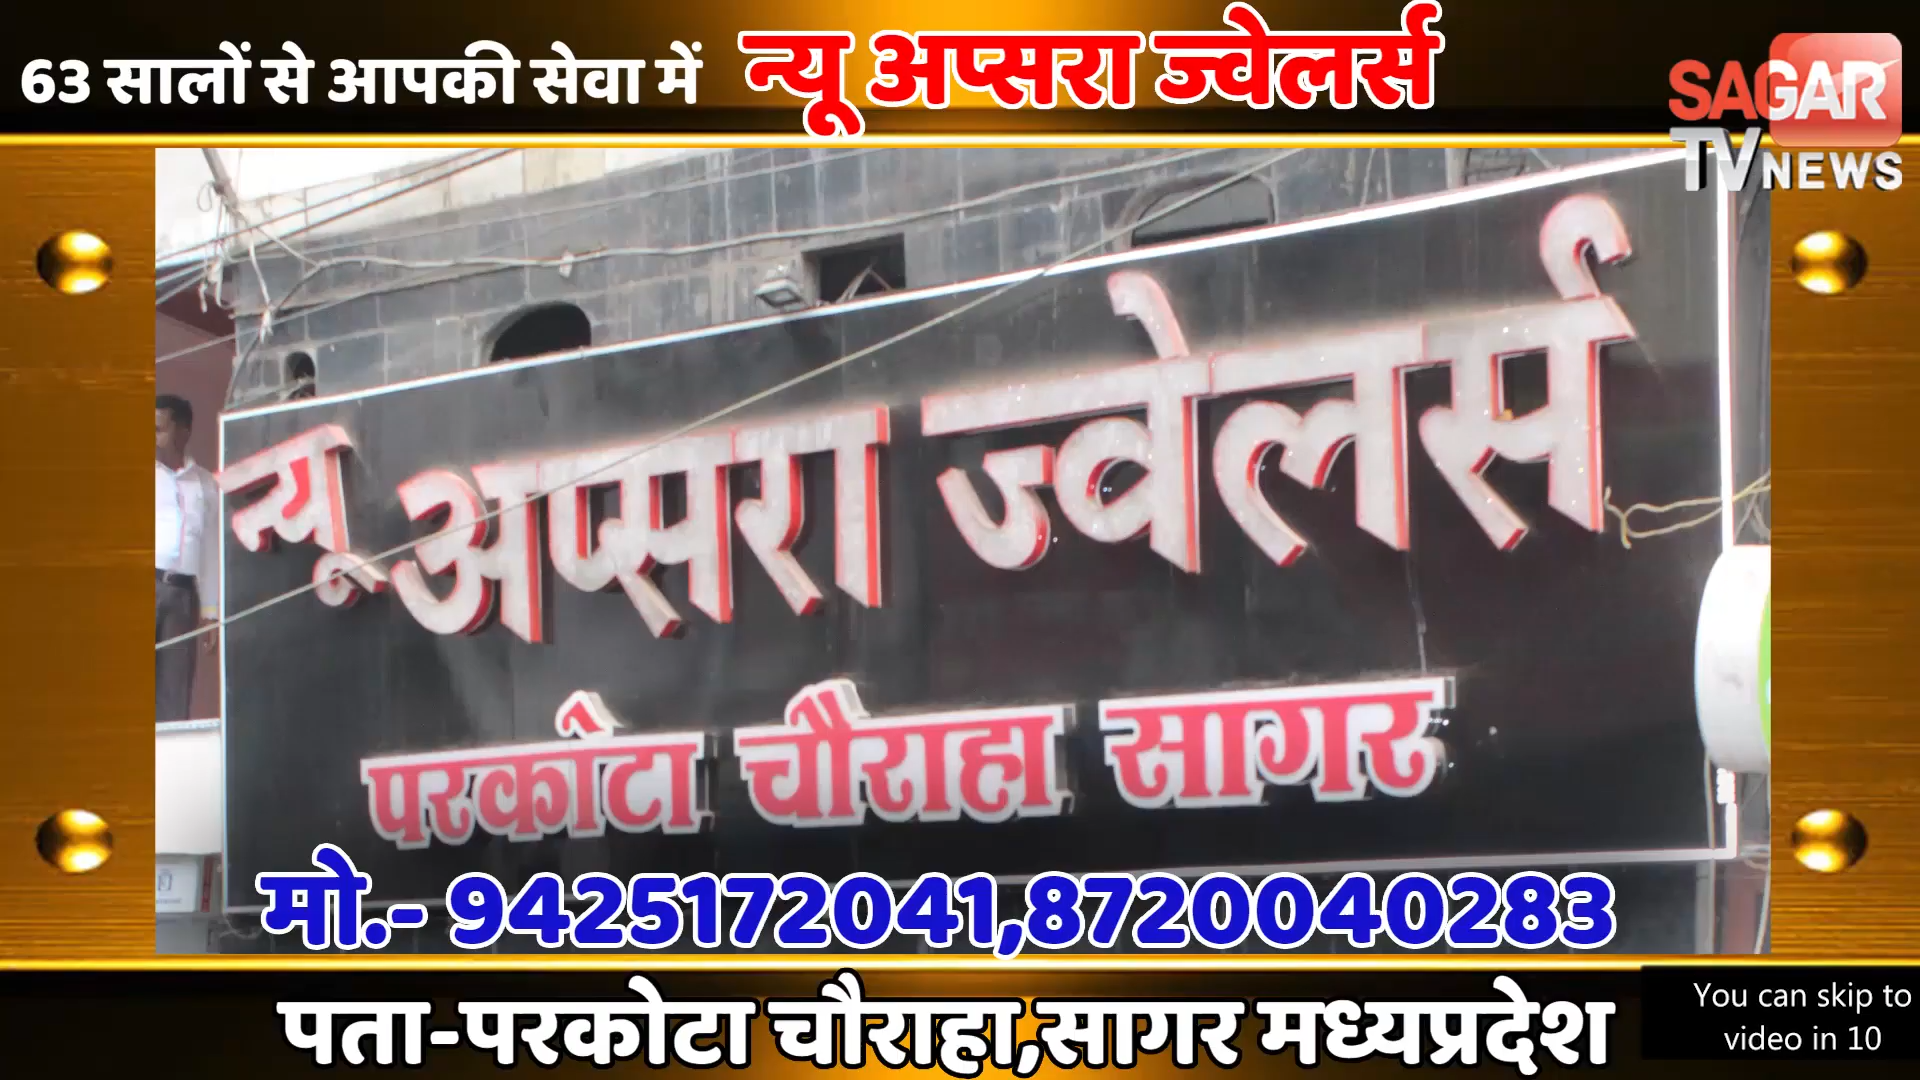 63 सालों से आपकी सेवा में न्यू अप्सरा ज्वेलर्स
SAGAR
TV NEWS
न्यू अप्सरा ज्वेलर्स
परकोटा चौराहा सागर
मो.- 9425172041,8720040283
पता-परकोटा चौराहा,सागर मध्यप्रदेश
You can skip to
video in 10